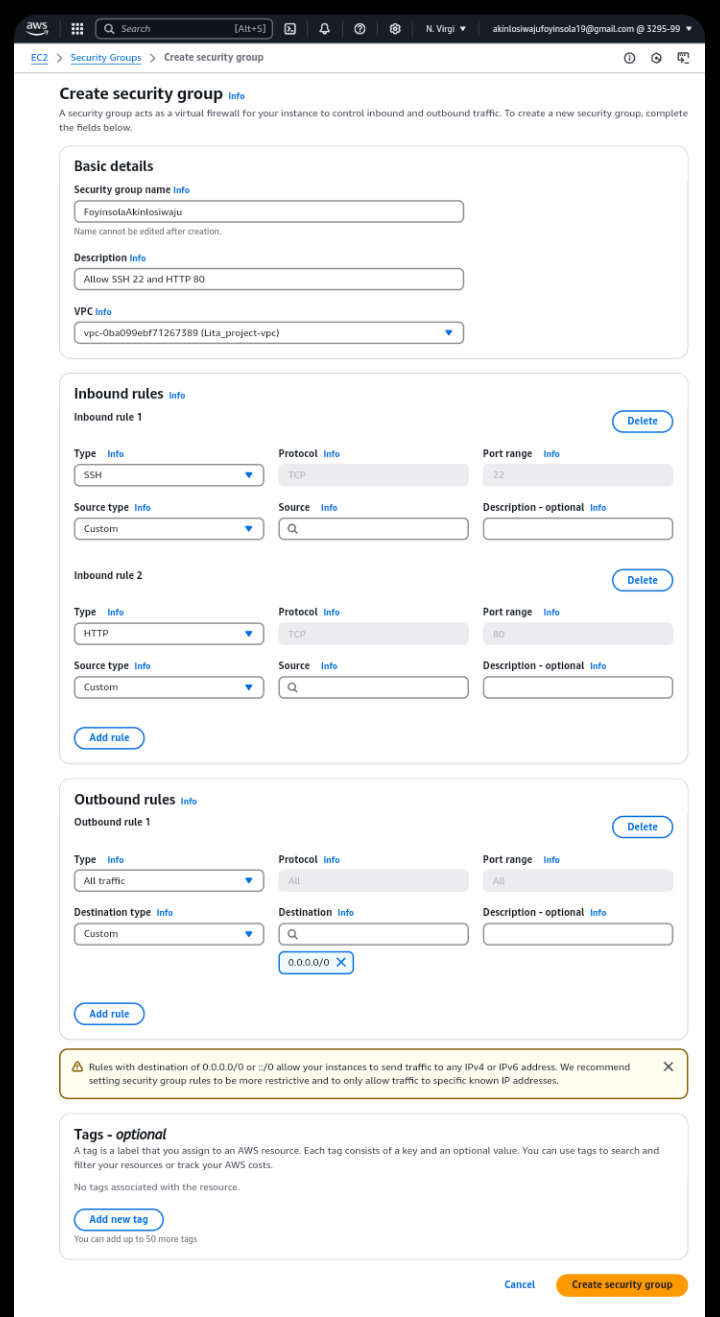 aws Search [Alt+S] N. Virgi akinlosiwajufoyinsola19@gmail.com @ 3295-99
EC2 > Security Groups > Create security group
Create security group Info
A security group acts as a virtual firewall for your instance to control inbound and outbound traffic. To create a new security group, complete
the fields below.
Basic details
Security group name Info
FoyinsolaAkinlosiwaju
Name cannot be edited after creation.
Description Info
Allow SSH 22 and HTTP 80
VPC Info
vpc-0ba099ebf71267389 (Lita_project-vpc)
Inbound rules Info
Inbound rule 1 Delete
Type Info Protocol Info Port range Info
SSH TCP 22
Source type Info Source Info Description - optional Info
Custom
Inbound rule 2 Delete
Type Info Protocol Info Port range Info
HTTP TCP 80
Source type Info Source Info Description - optional Info
Custom
Add rule
Outbound rules Info
Outbound rule 1 Delete
Type Info Protocol Info Port range Info
All traffic All All
Destination type Info Destination Info Description - optional Info
Custom
0.0.0.0/0
Add rule
Rules with destination of 0.0.0.0/0 or ::/0 allow your instances to send traffic to any IPv4 or IPv6 address. We recommend
setting security group rules to be more restrictive and to only allow traffic to specific known IP addresses.
Tags - optional
A tag is a label that you assign to an AWS resource. Each tag consists of a key and an optional value. You can use tags to search and
filter your resources or track your AWS costs.
No tags associated with the resource.
Add new tag
You can add up to 50 more tags
Cancel Create security group